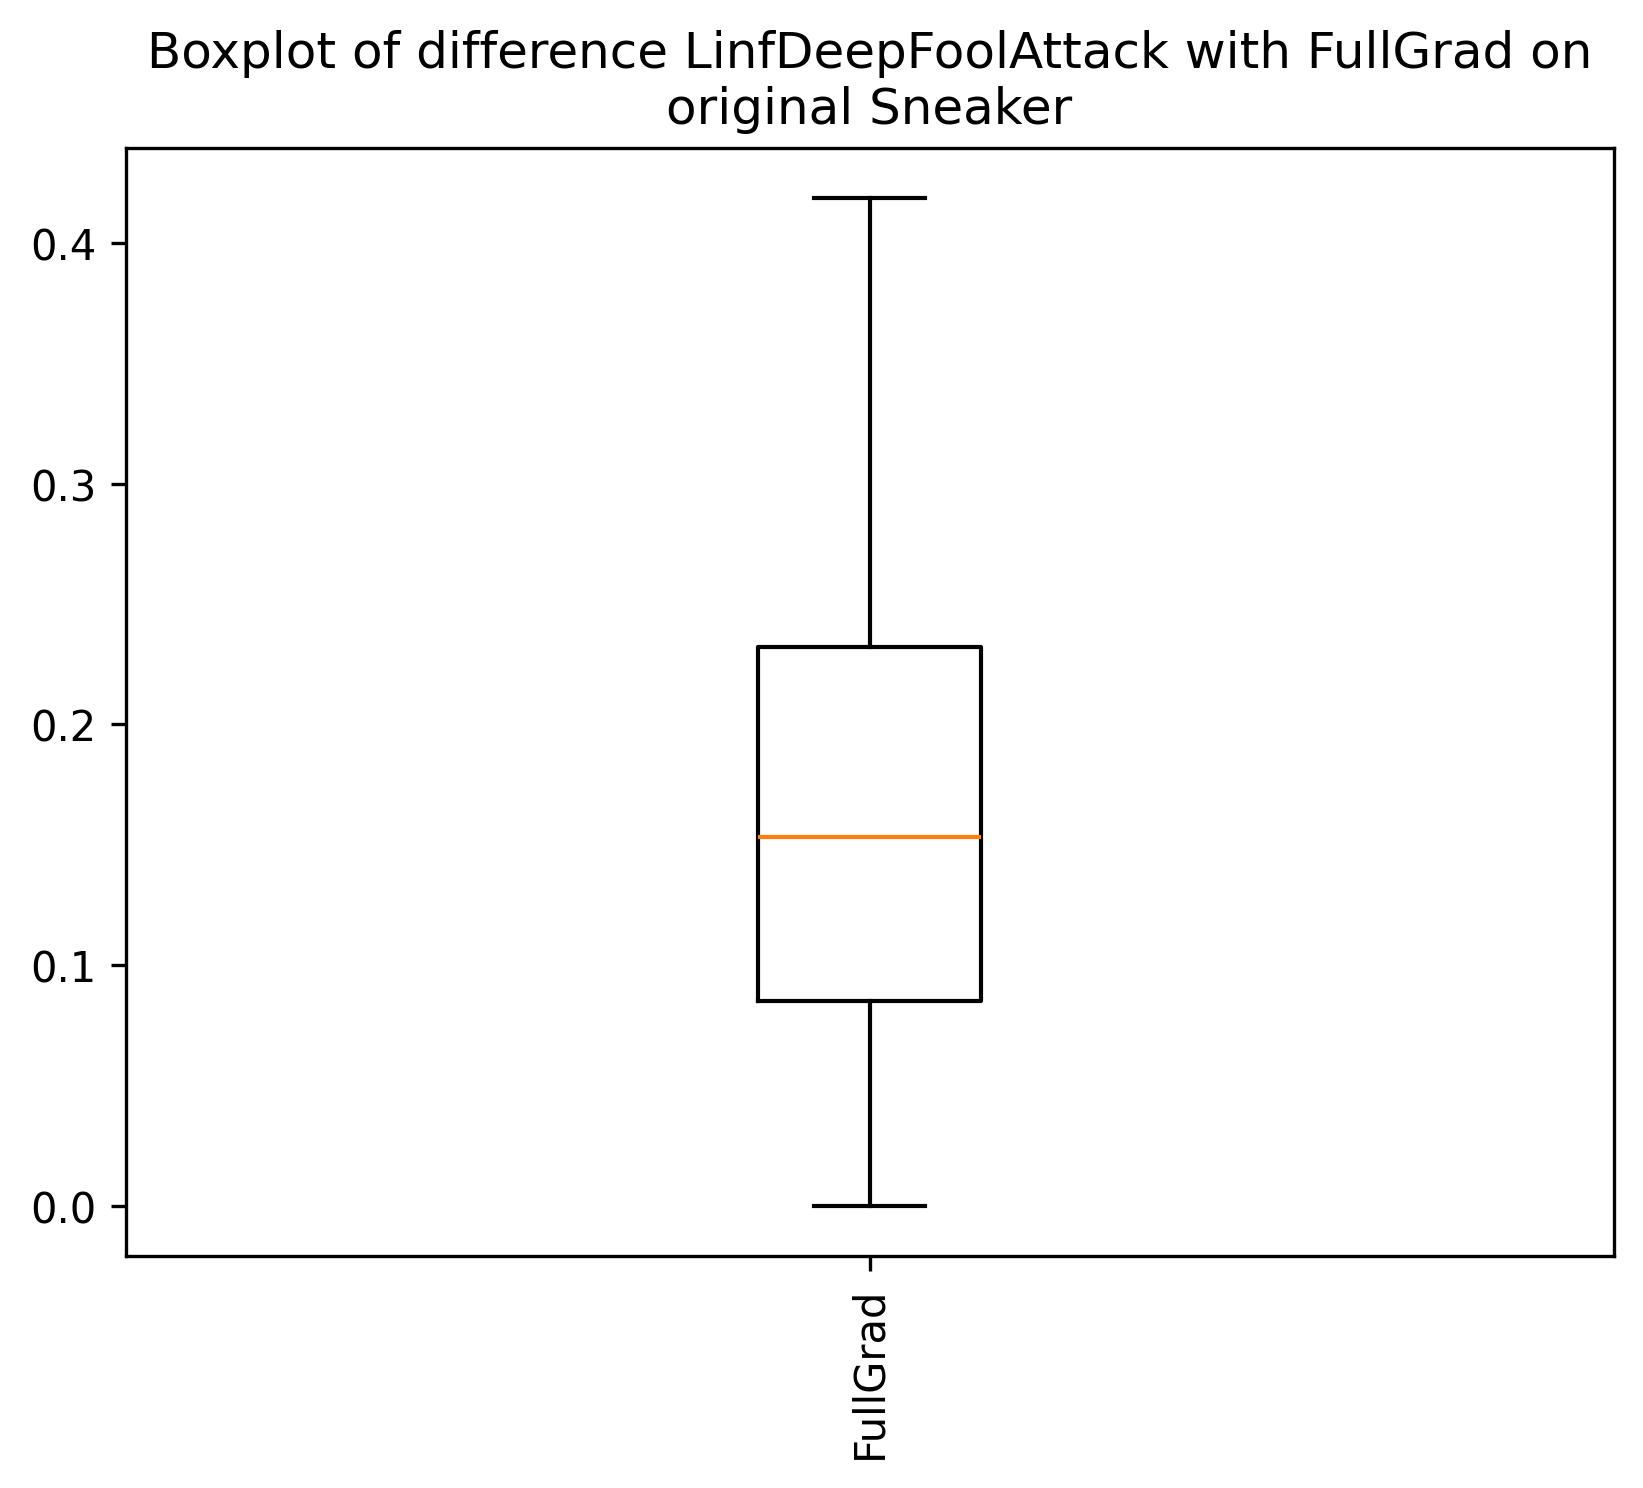 Boxplot of difference LinfDeepFoolAttack with FullGrad on
original Sneaker
0.4
0.3
0.2
0.1
0.0
FullGrad